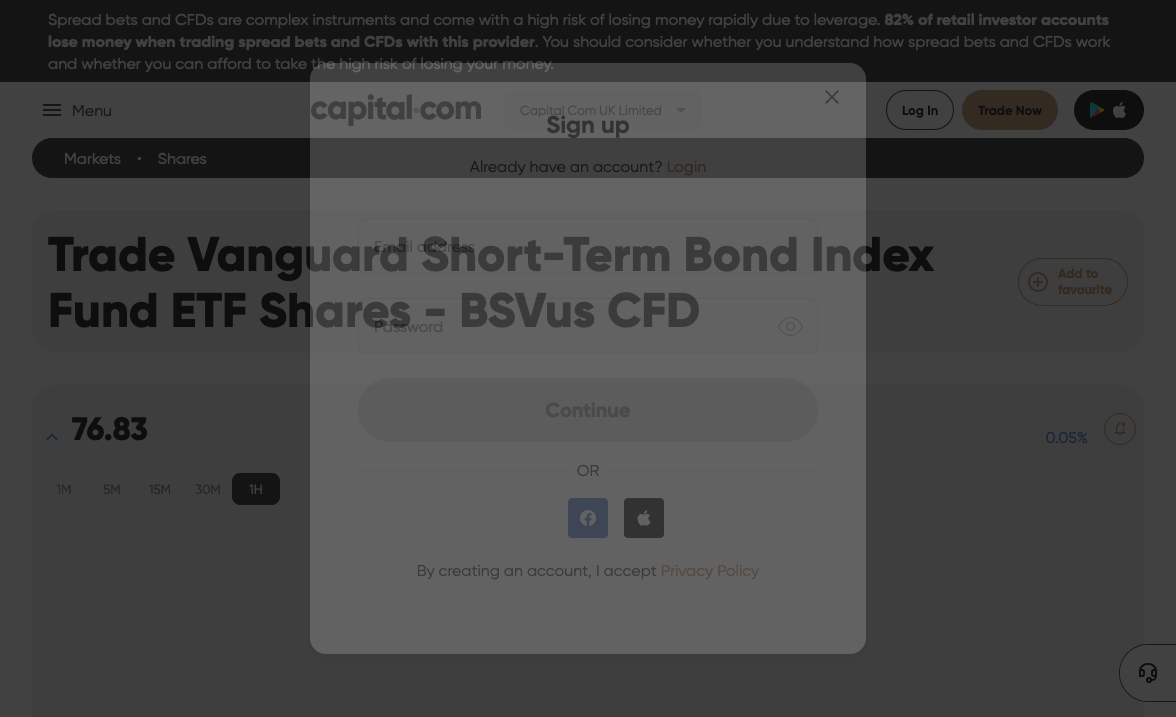 Spread bets and CFDs are complex instruments and come with a high risk of losing money rapidly due to leverage. 82% of retail investor accounts
lose money when trading spread bets and CFDs with this provider. You should consider whether you understand how spread bets and CFDs work
and whether you can afford to take the high risk of losing your money.
Menu
capital.com
Capital Com UK Limited
Log In
Trade Now
Sign up
Markets • Shares
Already have an account? Login
Trade Vanguard Short-Term Bond Index
Fund ETF Shares - BSVus CFD
Add to
favourite
Email address
Password
Continue
76.83
0.05%
1M 5M 15M 30M 1H
OR
By creating an account, I accept Privacy Policy